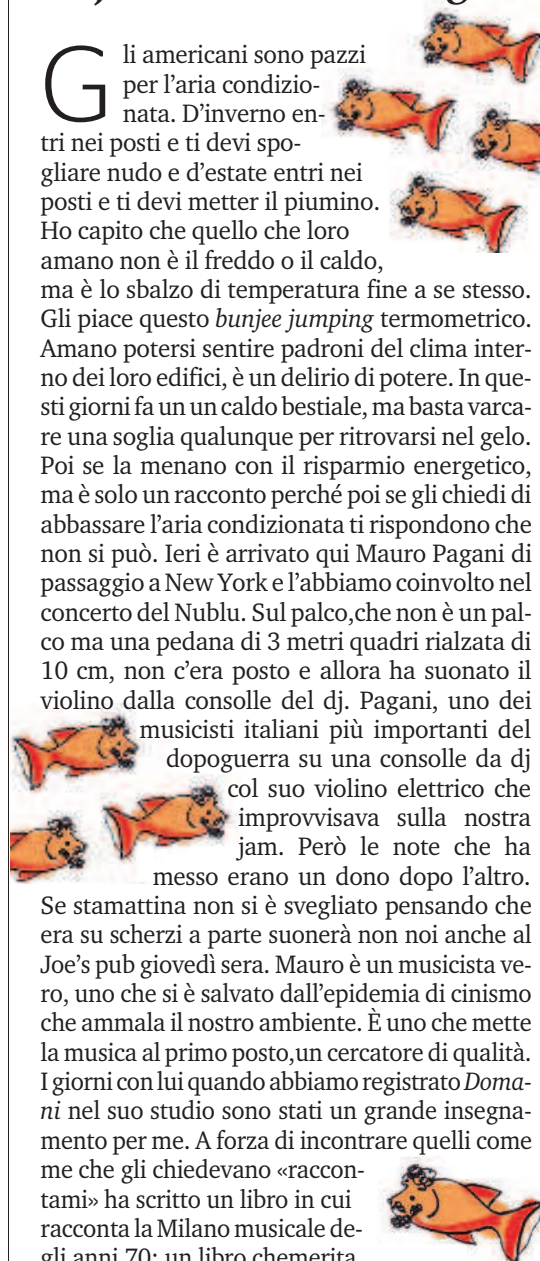 Gli americani sono pazzi
per l'aria condizio-
nata. D'inverno en-
tri nei posti e ti devi spo-
gliare nudo e d'estate entri nei
posti e ti devi metter il piumino.
Ho capito che quello che loro
amano non è il freddo o il caldo,
ma è lo sbalzo di temperatura fine a se stesso.
Gli piace questo bunjee jumping termometrico.
Amano potersi sentire padroni del clima inter-
no dei loro edifici, è un delirio di potere. In que-
sti giorni fa un un caldo bestiale, ma basta varca-
re una soglia qualunque per ritrovarsi nel gelo.
Poi se la menano con il risparmio energetico,
ma è solo un racconto perché poi se gli chiedi di
abbassare l'aria condizionata ti rispondono che
non si può. Ieri è arrivato qui Mauro Pagani di
passaggio a New York e l'abbiamo coinvolto nel
concerto del Nublu. Sul palco,che non è un pal-
co ma una pedana di 3 metri quadri rialzata di
10 cm, non c'era posto e allora ha suonato il
violino dalla consolle del dj. Pagani, uno dei
musicisti italiani più importanti del
dopoguerra su una consolle da dj
col suo violino elettrico che
improvvisava sulla nostra
jam. Però le note che ha
messo erano un dono dopo l'altro.
Se stamattina non si è svegliato pensando che
era su scherzi a parte suonerà non noi anche al
Joe's pub giovedì sera. Mauro è un musicista ve-
ro, uno che si è salvato dall'epidemia di cinismo
che ammala il nostro ambiente. È uno che mette
la musica al primo posto,un cercatore di qualità.
I giorni con lui quando abbiamo registrato Doma-
ni nel suo studio sono stati un grande insegna-
mento per me. A forza di incontrare quelli come
me che gli chiedevano «raccon-
tami» ha scritto un libro in cui
racconta la Milano musicale de-
gli anni 70: un libro chemerita